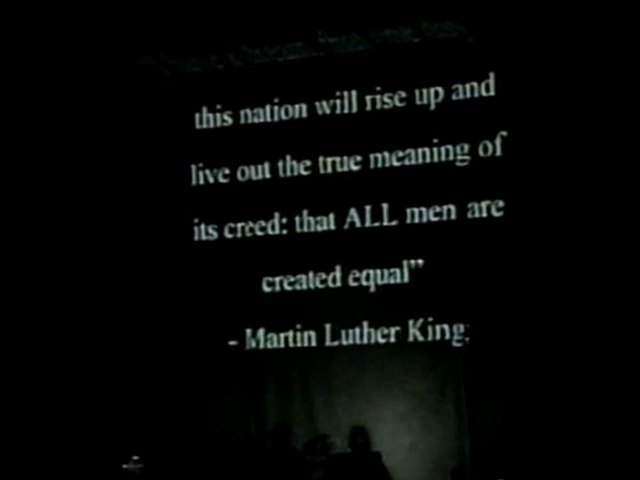 this nation will rise up and
live out the true meaning of
its creed: that ALL men are
created equal”
- Martin Luther King